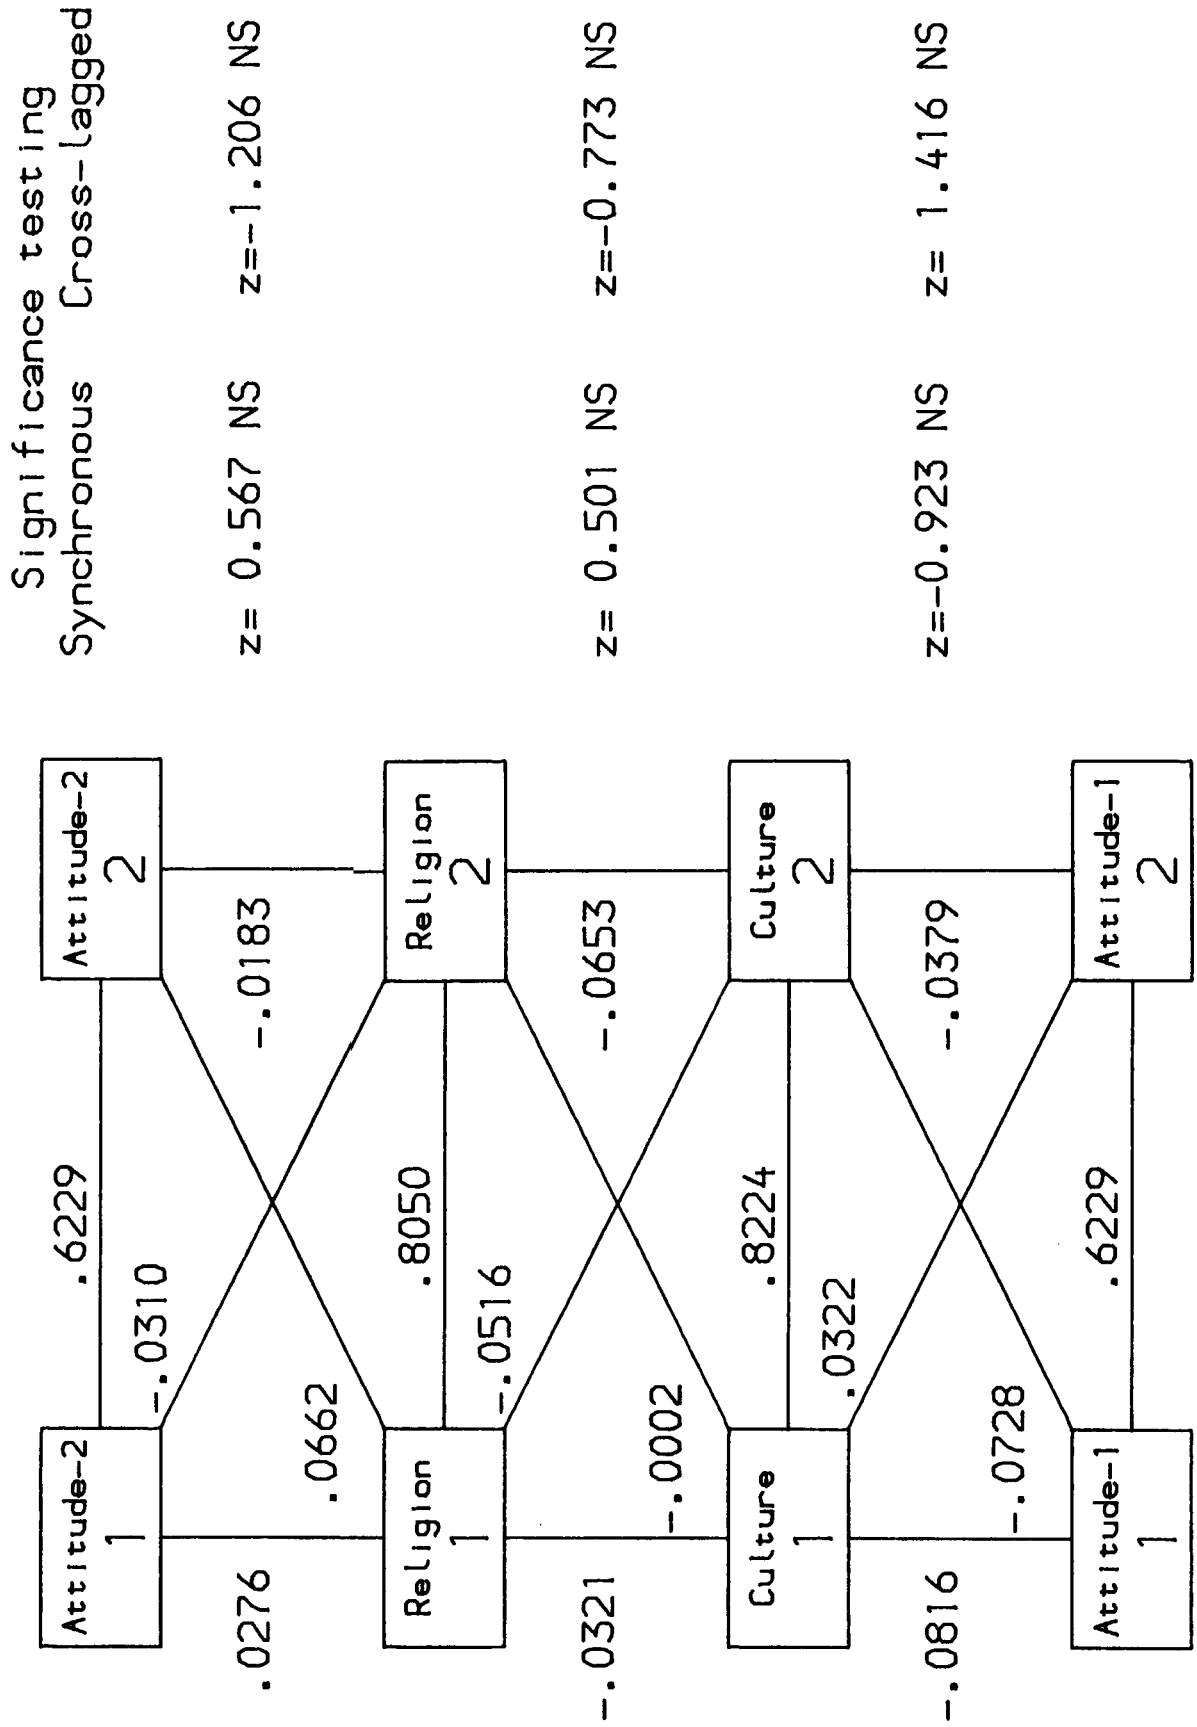 Significance testing
Synchronous Cross-lagged
Attitude-2
1
.6229
Attitude-2
2
-.0310
.0276
-.0183
z= 0.567 NS
z=-1.206 NS
.0662
Religion
1
.8050
Religion
2
-.0516
-.0321
-.0653
z= 0.501 NS
z=-0.773 NS
-.0002
Culture
1
.8224
Culture
2
.0322
-.0816
-.0379
z=-0.923 NS
z= 1.416 NS
-.0728
Attitude-1
1
.6229
Attitude-1
2